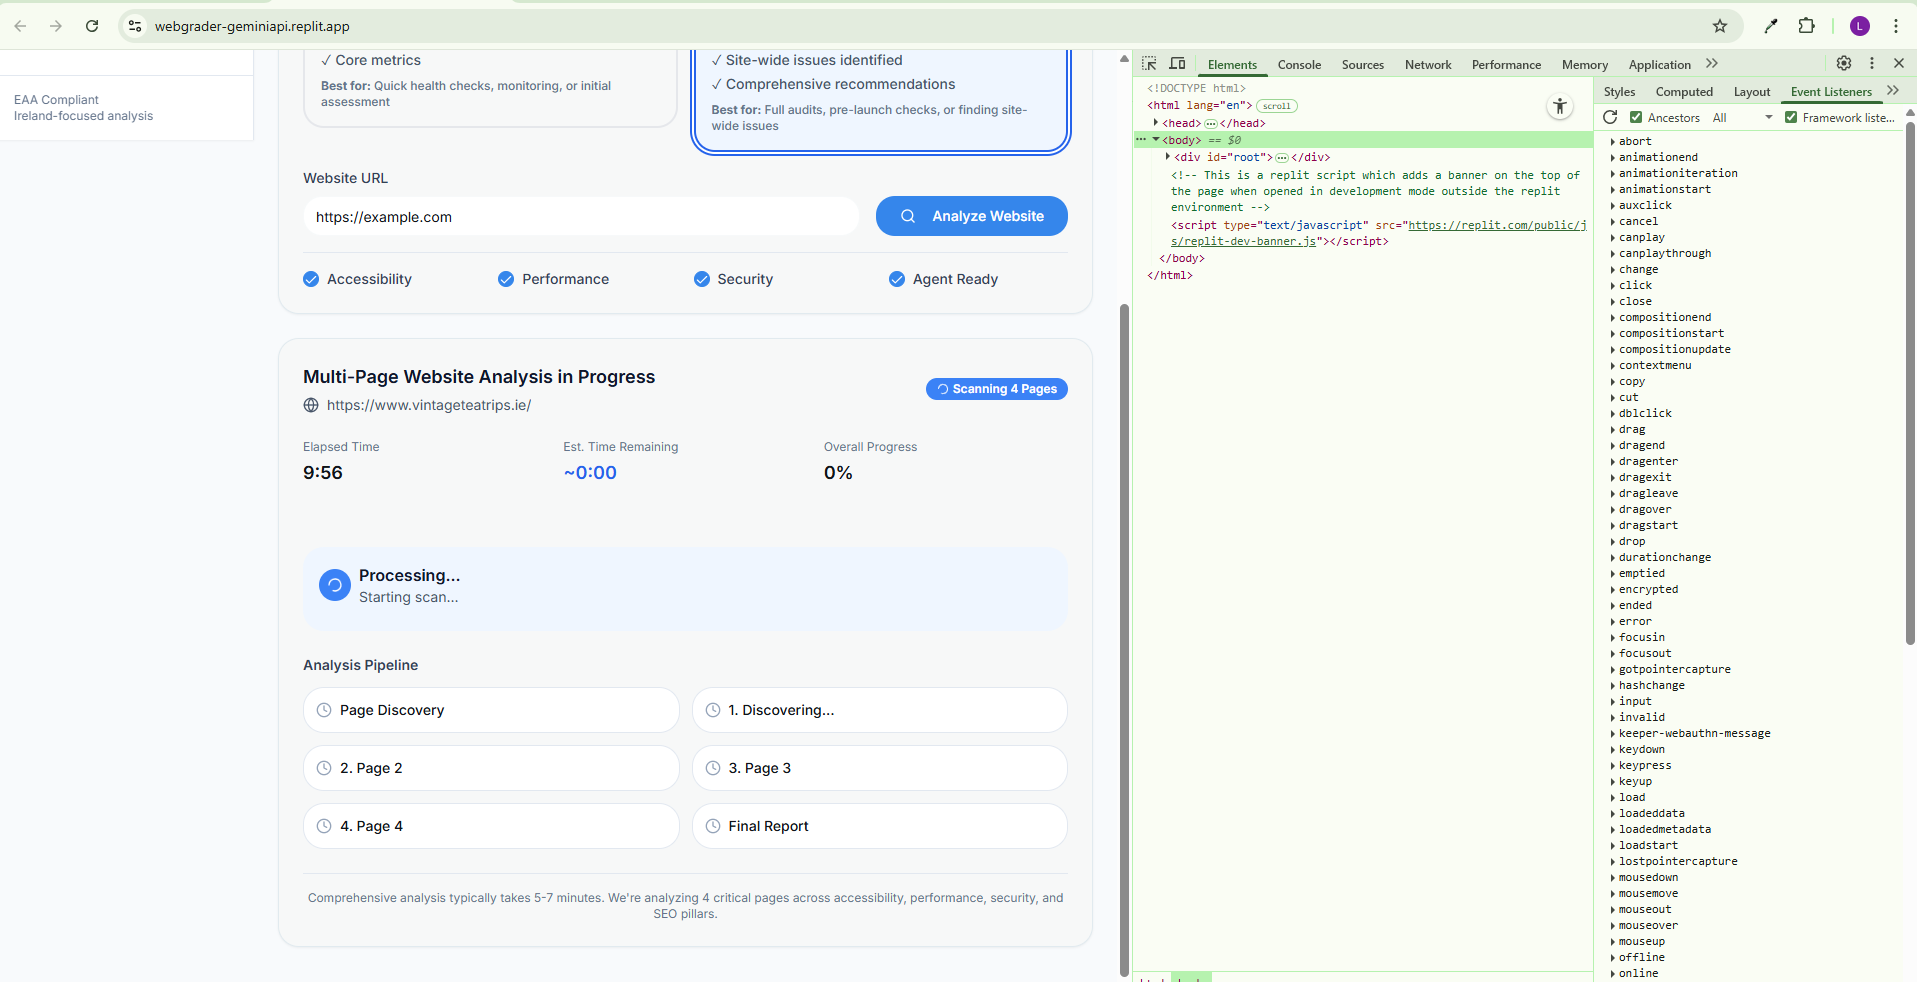 webgrader-geminiapi.replit.app
L
EAA Compliant
Ireland-focused analysis
✓ Core metrics
Best for: Quick health checks, monitoring, or initial
assessment
✓ Site-wide issues identified
✓ Comprehensive recommendations
Best for: Full audits, pre-launch checks, or finding site-
wide issues
Website URL
https://example.com
Analyze Website
Accessibility
Performance
Security
Agent Ready
Multi-Page Website Analysis in Progress
https://www.vintageteatrips.ie/
Scanning 4 Pages
Elapsed Time
Est. Time Remaining
Overall Progress
9:56
~0:00
0%
Processing...
Starting scan...
Analysis Pipeline
Page Discovery
1. Discovering...
2. Page 2
3. Page 3
4. Page 4
Final Report
Comprehensive analysis typically takes 5-7 minutes. We're analyzing 4 critical pages across accessibility, performance, security, and
SEO pillars.
Elements
Console
Sources
Network
Performance
Memory
Application
<!DOCTYPE html>
<html lang="en"> scroll
<head> … </head>
<body> == $0
<div id="root"> … </div>
<!-- This is a replit script which adds a banner on the top of
the page when opened in development mode outside the replit
environment -->
<script type="text/javascript" src="https://replit.com/public/j
s/replit-dev-banner.js"></script>
</body>
</html>
Styles
Computed
Layout
Event Listeners
Ancestors
All
Framework liste...
abort
animationend
animationiteration
animationstart
auxclick
cancel
canplay
canplaythrough
change
click
close
compositionend
compositionstart
compositionupdate
contextmenu
copy
cut
dblclick
drag
dragend
dragenter
dragexit
dragleave
dragover
dragstart
drop
durationchange
emptied
encrypted
ended
error
focusin
focusout
gotpointercapture
hashchange
input
invalid
keeper-webauthn-message
keydown
keypress
keyup
load
loadeddata
loadedmetadata
loadstart
lostpointercapture
mousedown
mousemove
mouseout
mouseover
mouseup
offline
online